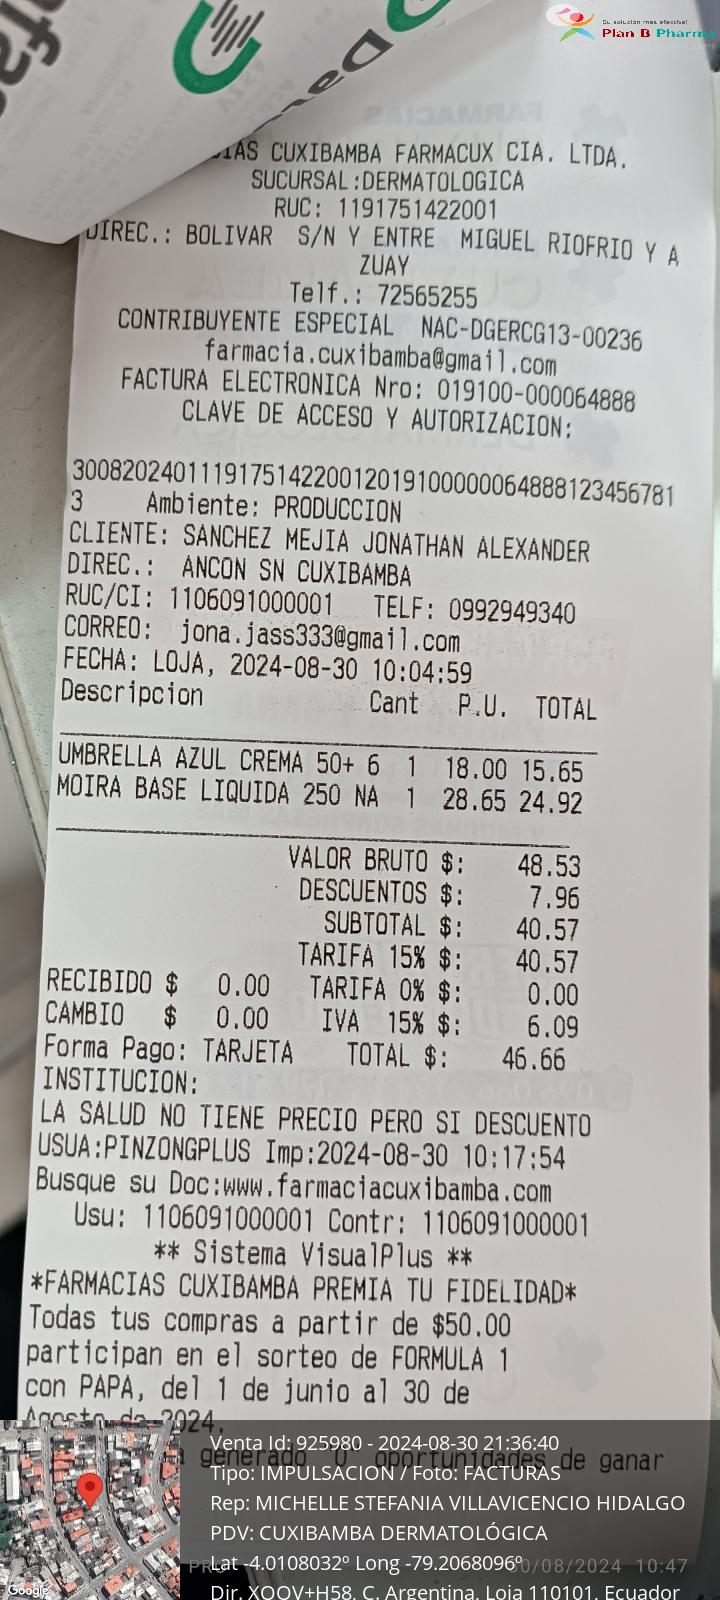 Su solución mas efectiva!
Plan B Pharma
CUXIBAMBA FARMACUX CIA. LTDA.
SUCURSAL:DERMATOLOGICA
RUC: 1191751422001
DIREC.: BOLIVAR S/N Y ENTRE MIGUEL RIOFRIO Y A
ZUAY
Telf.: 72565255
CONTRIBUYENTE ESPECIAL NAC-DGERCG13-00236
farmacia.cuxibamba@gmail.com
FACTURA ELECTRONICA Nro: 019100-000064888
CLAVE DE ACCESO Y AUTORIZACION:
300820240111917514220012019100000064888123456781
3 Ambiente: PRODUCCION
CLIENTE: SANCHEZ MEJIA JONATHAN ALEXANDER
DIREC.: ANCON SN CUXIBAMBA
RUC/CI: 1106091000001 TELF: 0992949340
CORREO: jona.jass333@gmail.com
FECHA: LOJA, 2024-08-30 10:04:59
Descripcion Cant P.U. TOTAL
UMBRELLA AZUL CREMA 50+ 6 1 18.00 15.65
MOIRA BASE LIQUIDA 250 NA 1 28.65 24.92
VALOR BRUTO $: 48.53
DESCUENTOS $: 7.96
SUBTOTAL $: 40.57
TARIFA 15% $: 40.57
RECIBIDO $ 0.00 TARIFA 0% $: 0.00
CAMBIO $ 0.00 IVA 15% $: 6.09
Forma Pago: TARJETA TOTAL $: 46.66
INSTITUCION:
LA SALUD NO TIENE PRECIO PERO SI DESCUENTO
USUA:PINZONGPLUS Imp:2024-08-30 10:17:54
Busque su Doc:www.farmaciacuxibamba.com
Usu: 1106091000001 Contr: 1106091000001
** Sistema VisualPlus **
*FARMACIAS CUXIBAMBA PREMIA TU FIDELIDAD*
Todas tus compras a partir de $50.00
participan en el sorteo de FORMULA 1
con PAPA, del 1 de junio al 30 de
Agosto de 2024.
generado 0 oportunidades de ganar
Venta Id: 925980 - 2024-08-30 21:36:40
Tipo: IMPULSACION / Foto: FACTURAS
Rep: MICHELLE STEFANIA VILLAVICENCIO HIDALGO
PDV: CUXIBAMBA DERMATOLÓGICA
Lat -4.0108032º Long -79.2068096º
30/08/2024 10:47
Dir. XQQV+H58, C. Argentina, Loja 110101, Ecuador
Google